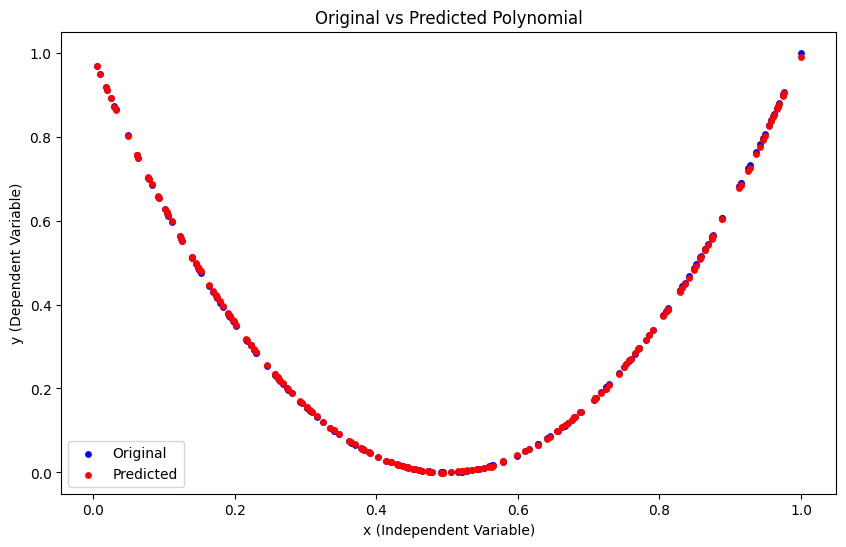 Original vs Predicted Polynomial
y (Dependent Variable)
1.0
0.8
0.6
0.4
0.2
0.0
Original
Predicted
0.0 0.2 0.4 0.6 0.8 1.0
x (Independent Variable)